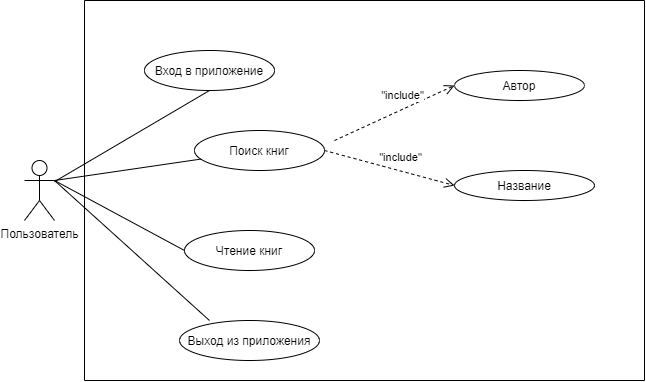 Вход в приложение
"include"
Автор
Поиск книг
"include"
Название
Пользователь
Чтение книг
Выход из приложения